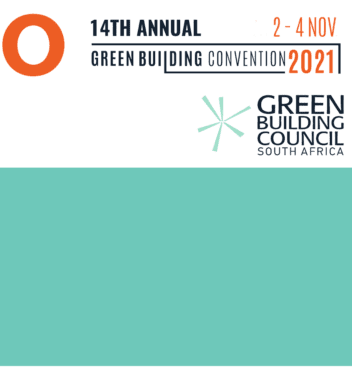 O
14TH ANNUAL 2 - 4 NOV
GREEN BUILDING CONVENTION 2021
GREEN
BUILDING
COUNCIL
SOUTH AFRICA